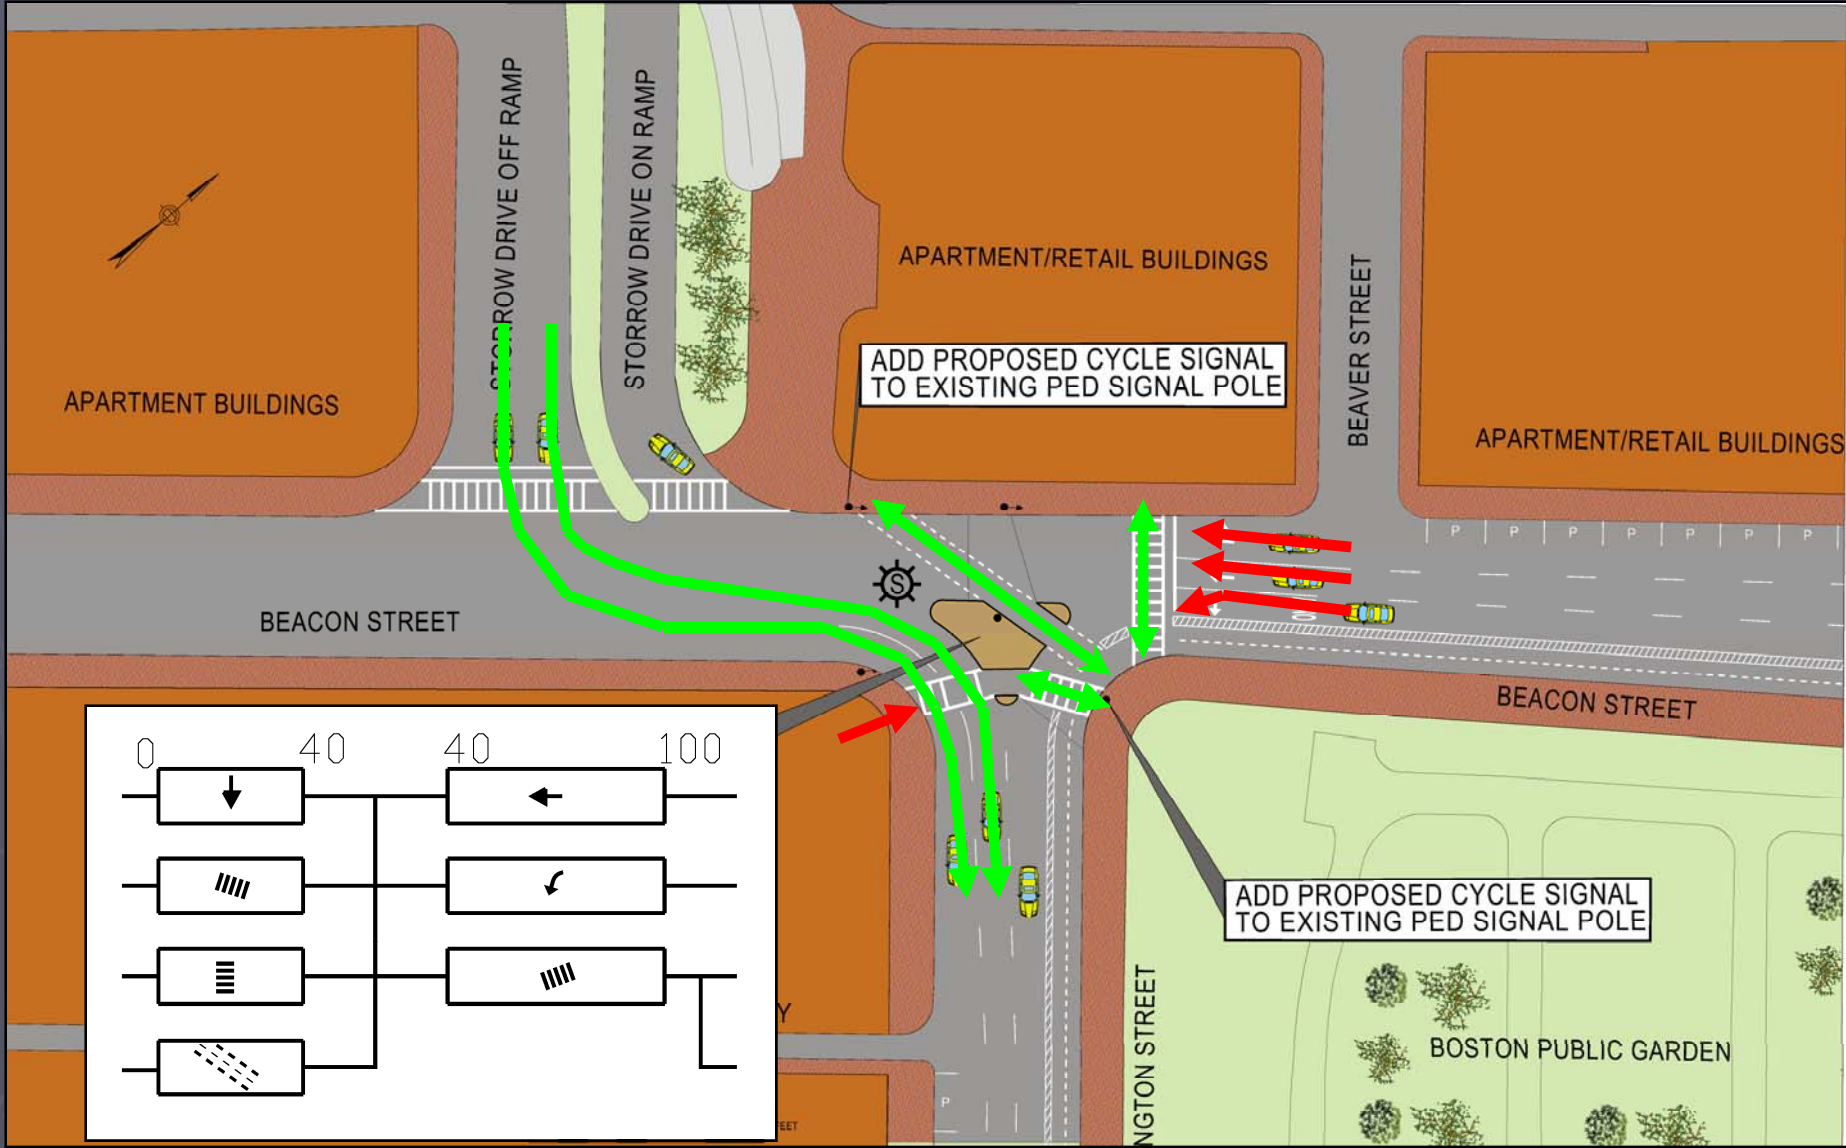 STORROW DRIVE OFF RAMP
STORROW DRIVE ON RAMP
APARTMENT/RETAIL BUILDINGS
BEAVER STREET
ADD PROPOSED CYCLE SIGNAL
TO EXISTING PED SIGNAL POLE
APARTMENT BUILDINGS
APARTMENT/RETAIL BUILDINGS
P P P P P P P
S
BEACON STREET
BEACON STREET
0 40 40 100
ADD PROPOSED CYCLE SIGNAL
TO EXISTING PED SIGNAL POLE
Y
NGTON STREET
BOSTON PUBLIC GARDEN
P
EET